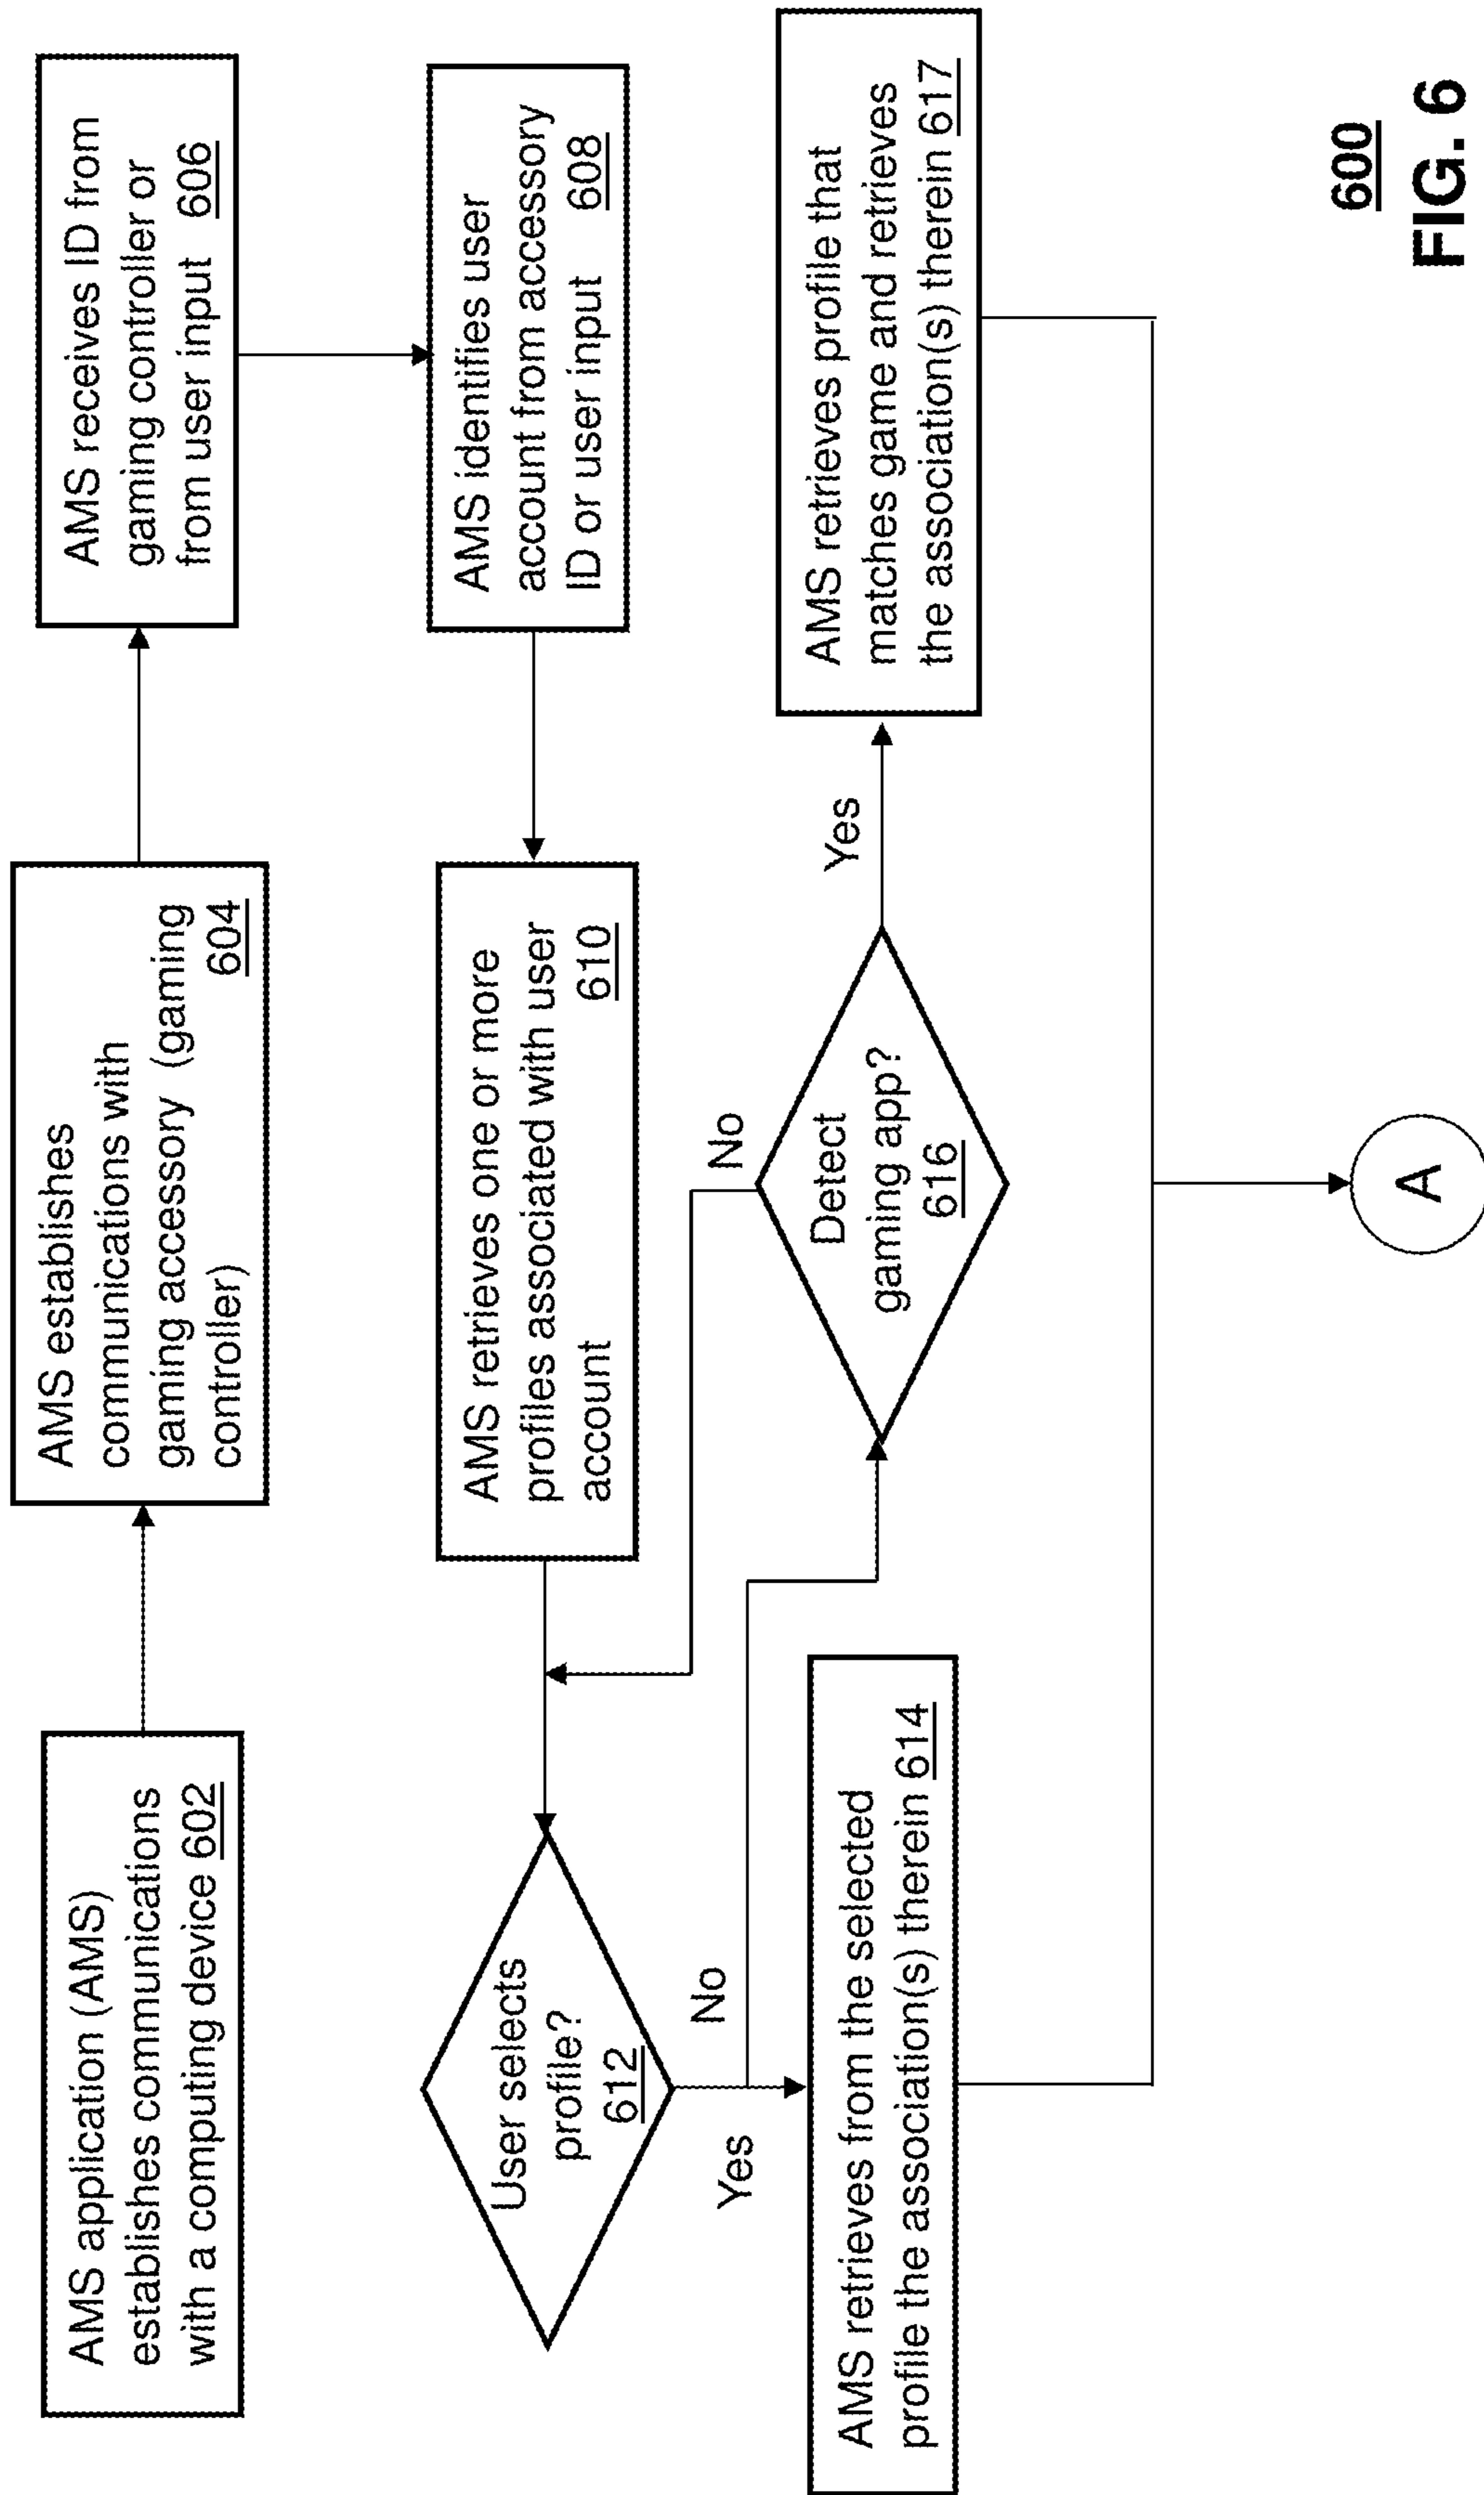 AMS application (AMS)
establishes communications
with a computing device 602
AMS establishes
communications with
gaming accessory (gaming
controller) 604
AMS receives ID from
gaming controller or
from user input 606
AMS identifies user
account from accessory
ID or user input 608
AMS retrieves one or more
profiles associated with user
account 610
User selects
profile?
612
No
Yes
AMS retrieves from the selected
profile the association(s) therein 614
Detect
gaming app?
616
No
Yes
AMS retrieves profile that
matches game and retrieves
the association(s) therein 617
A
600
FIG. 6